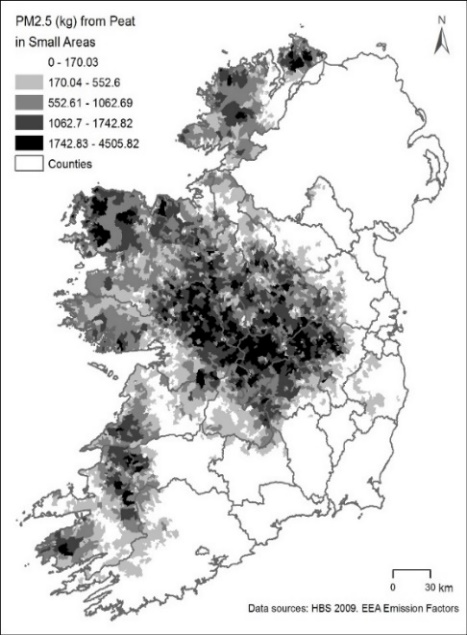 PM2.5 (kg) from Peat
in Small Areas
0 - 170.03
170.04 - 552.6
552.61 - 1062.69
1062.7 - 1742.82
1742.83 - 4505.82
Counties
N
0 30 km
Data sources: HBS 2009. EEA Emission Factors